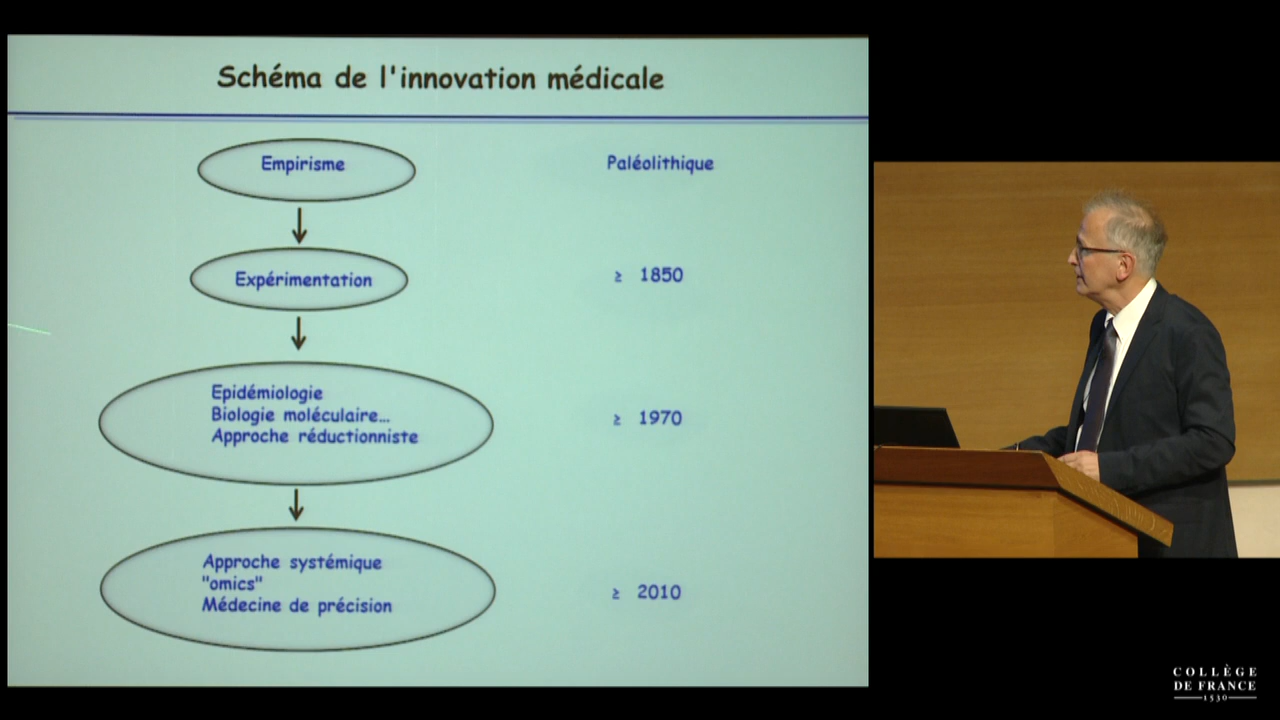 Schéma de l'innovation médicale
Empirisme
Paléolithique
Expérimentation
≥ 1850
Epidémiologie
Biologie moléculaire...
Approche réductionniste
≥ 1970
Approche systémique
"omics"
Médecine de précision
≥ 2010
COLLÈGE
DE FRANCE
1530